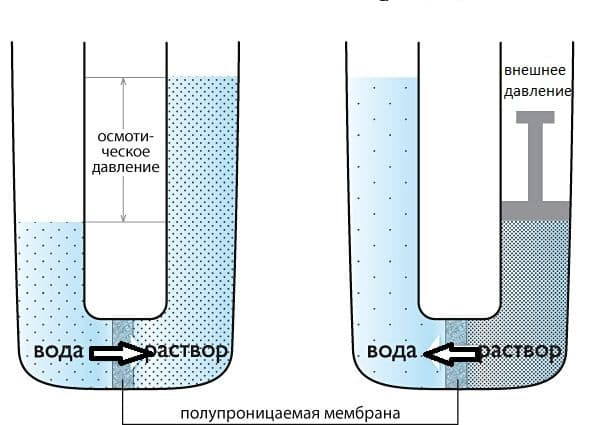 внешнее
давление
осмоти-
ческое
давление
вода
раствор
вода
раствор
полупроницаемая мембрана